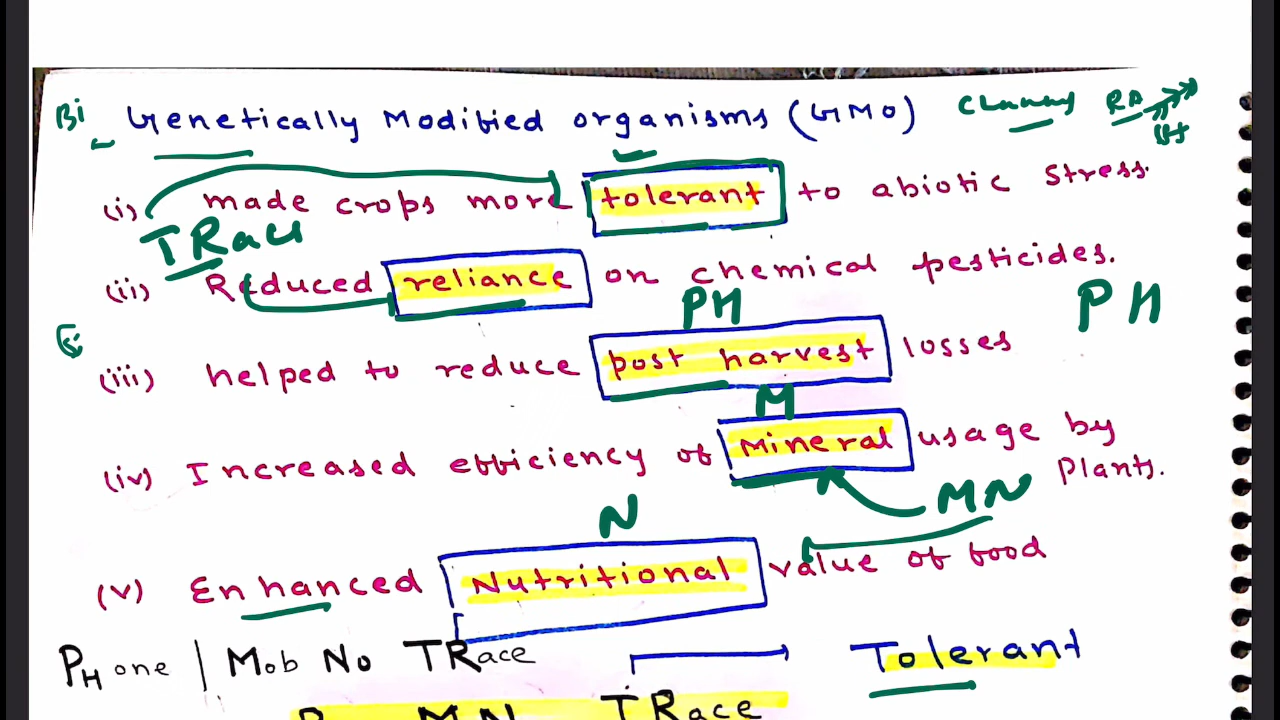 Bi Genetically Modified organisms (GMO)
(i) made crops more tolerant to abiotic stress.
TRace
(ii) Reduced reliance on chemical pesticides.
PH PH
(iii) helped to reduce post harvest losses
M
(iv) Increased efficiency of Mineral usage by Plants.
MN
N
(v) Enhanced Nutritional value of food
PHone | Mob No TRace Tolerant
MN TRace